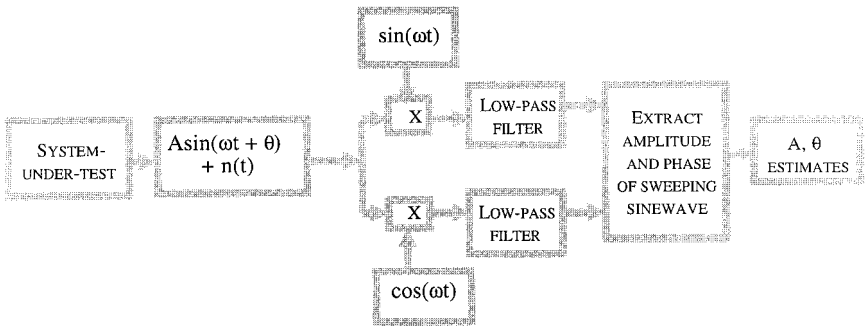 sin(ωt)
SYSTEM-
UNDER-TEST
Asin(ωt + θ)
+ n(t)
X
LOW-PASS
FILTER
X
LOW-PASS
FILTER
cos(ωt)
EXTRACT
AMPLITUDE
AND PHASE
OF SWEEPING
SINEWAVE
A, θ
ESTIMATES